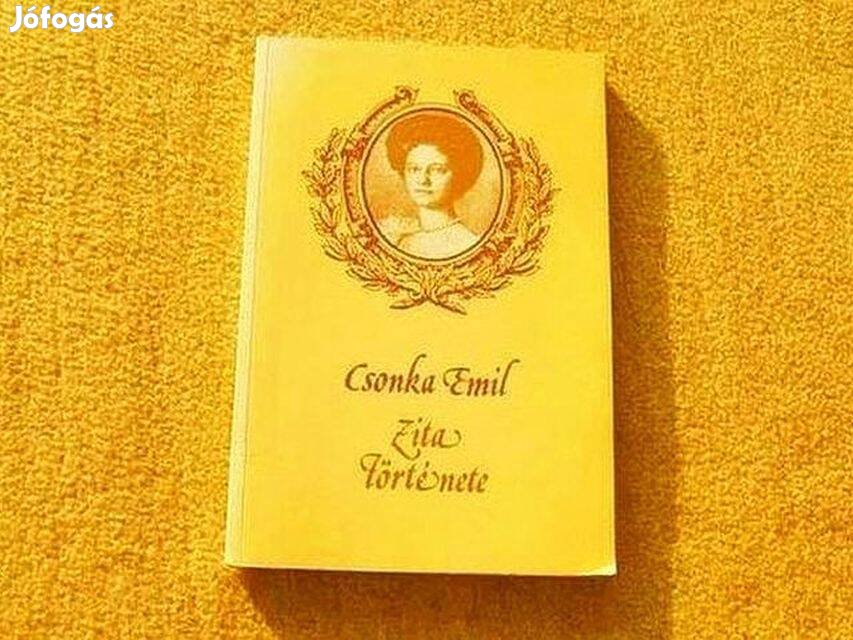 Jófogás
Csonka Emil
Zita
Története